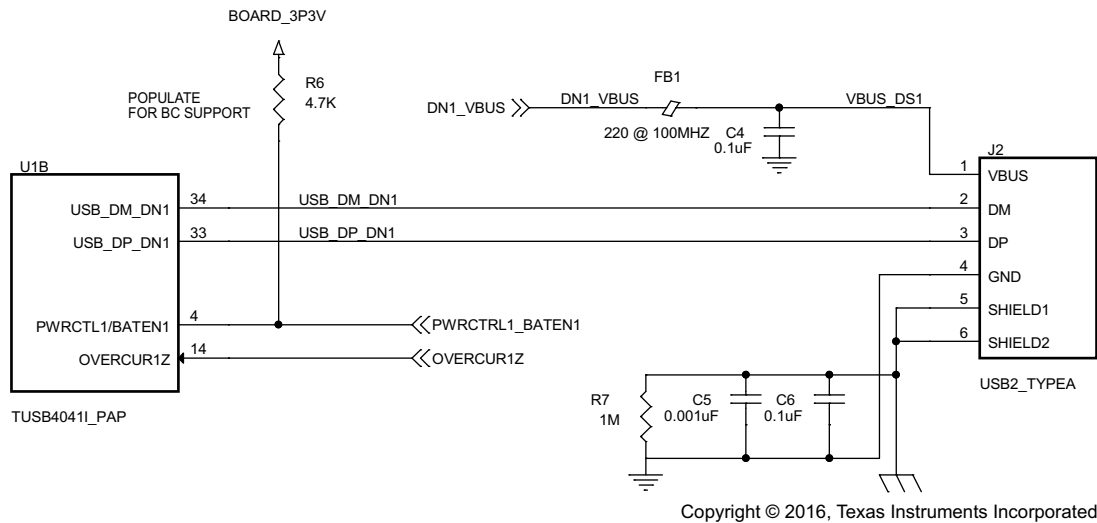 BOARD_3P3V
R6
4.7K
POPULATE
FOR BC SUPPORT
FB1
DN1_VBUS
DN1_VBUS
VBUS_DS1
220 @ 100MHZ
C4
0.1uF
U1B
USB_DM_DN1
34
USB_DM_DN1
USB_DP_DN1
33
USB_DP_DN1
PWRCTL1/BATEN1
4
PWRCTRL1_BATEN1
OVERCUR1Z
14
OVERCUR1Z
TUSB4041I_PAP
J2
1
VBUS
2
DM
3
DP
4
GND
5
SHIELD1
6
SHIELD2
USB2_TYPEA
R7
1M
C5
0.001uF
C6
0.1uF
Copyright © 2016, Texas Instruments Incorporated